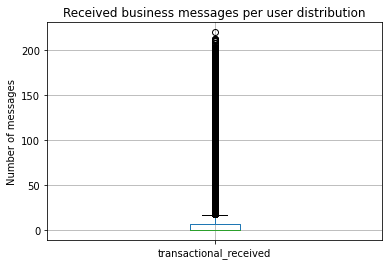 Received business messages per user distribution
Number of messages
200
150
100
50
0
transactional_received